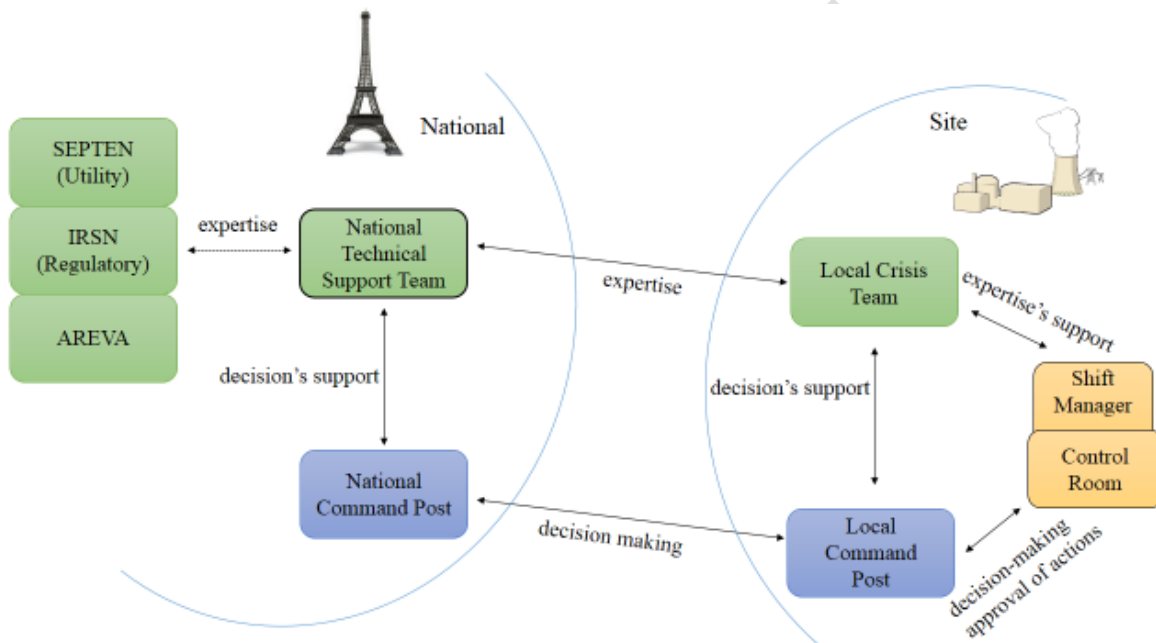 National
Site
SEPTEN
(Utility)
IRSN
(Regulatory)
AREVA
expertise
National
Technical
Support Team
expertise
Local Crisis
Team
expertise's support
decision's support
decision's support
Shift
Manager
Control
Room
National
Command Post
decision making
Local
Command
Post
decision-making
approval of actions